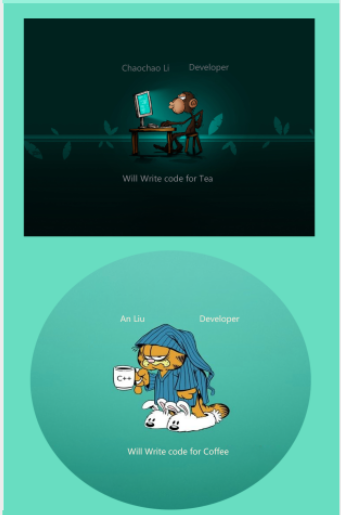 Chaochao Li Developer
Will Write code for Tea
An Liu Developer
C++
Will Write code for Coffee